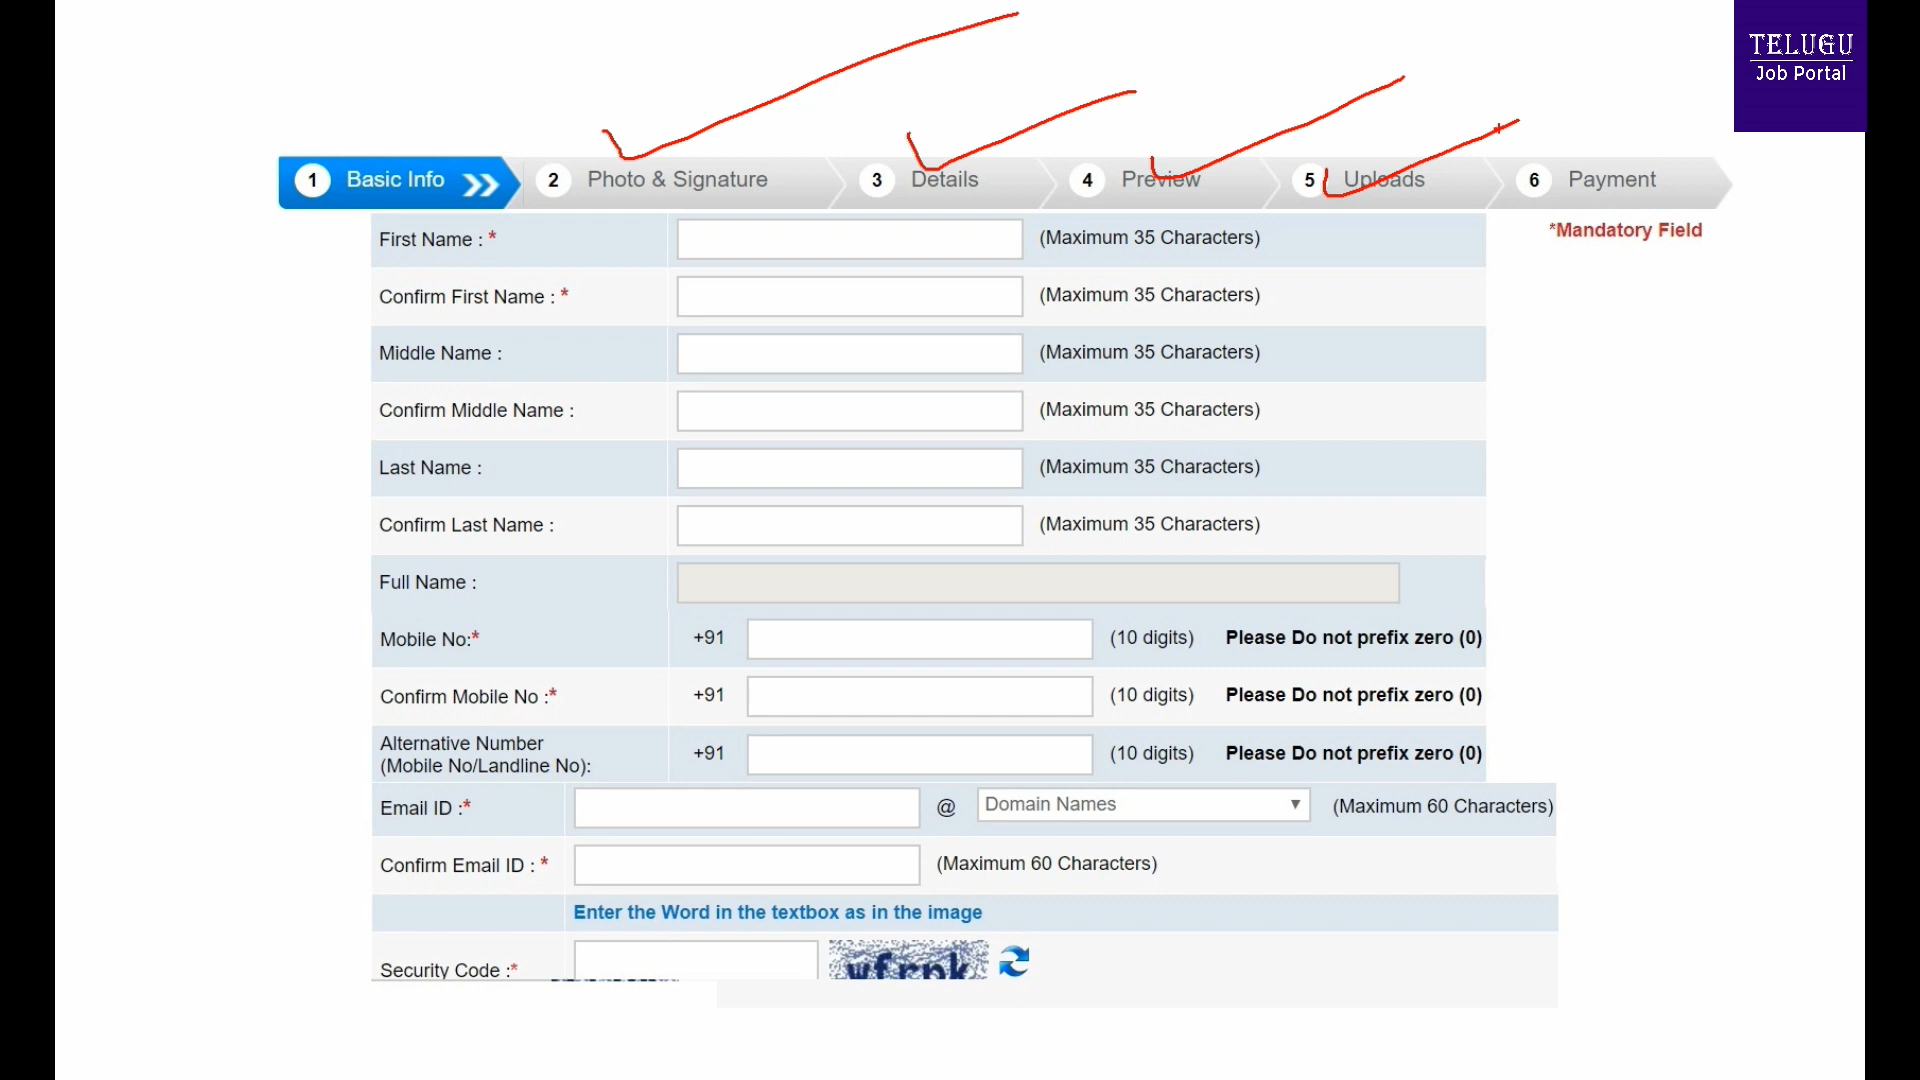 TELUGU
Job Portal
1 Basic Info 2 Photo & Signature 3 Details 4 Preview 5 Uploads 6 Payment
*Mandatory Field
First Name : * (Maximum 35 Characters)
Confirm First Name : * (Maximum 35 Characters)
Middle Name : (Maximum 35 Characters)
Confirm Middle Name : (Maximum 35 Characters)
Last Name : (Maximum 35 Characters)
Confirm Last Name : (Maximum 35 Characters)
Full Name :
Mobile No:* +91 (10 digits) Please Do not prefix zero (0)
Confirm Mobile No :* +91 (10 digits) Please Do not prefix zero (0)
Alternative Number
(Mobile No/Landline No): +91 (10 digits) Please Do not prefix zero (0)
Email ID :* @ Domain Names (Maximum 60 Characters)
Confirm Email ID : * (Maximum 60 Characters)
Enter the Word in the textbox as in the image
Security Code :* wfrpk